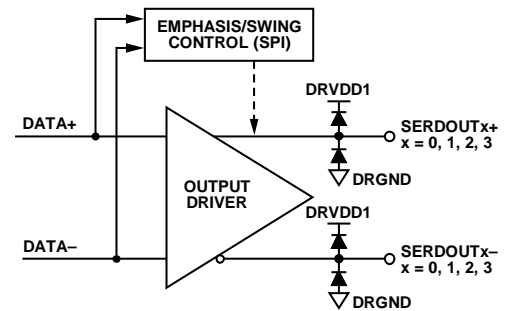 EMPHASIS/SWING
CONTROL (SPI)
DRVDD1
DATA+
SERDOUTx+
x = 0, 1, 2, 3
DRGND
OUTPUT
DRIVER
DRVDD1
DATA–
SERDOUTx–
x = 0, 1, 2, 3
DRGND